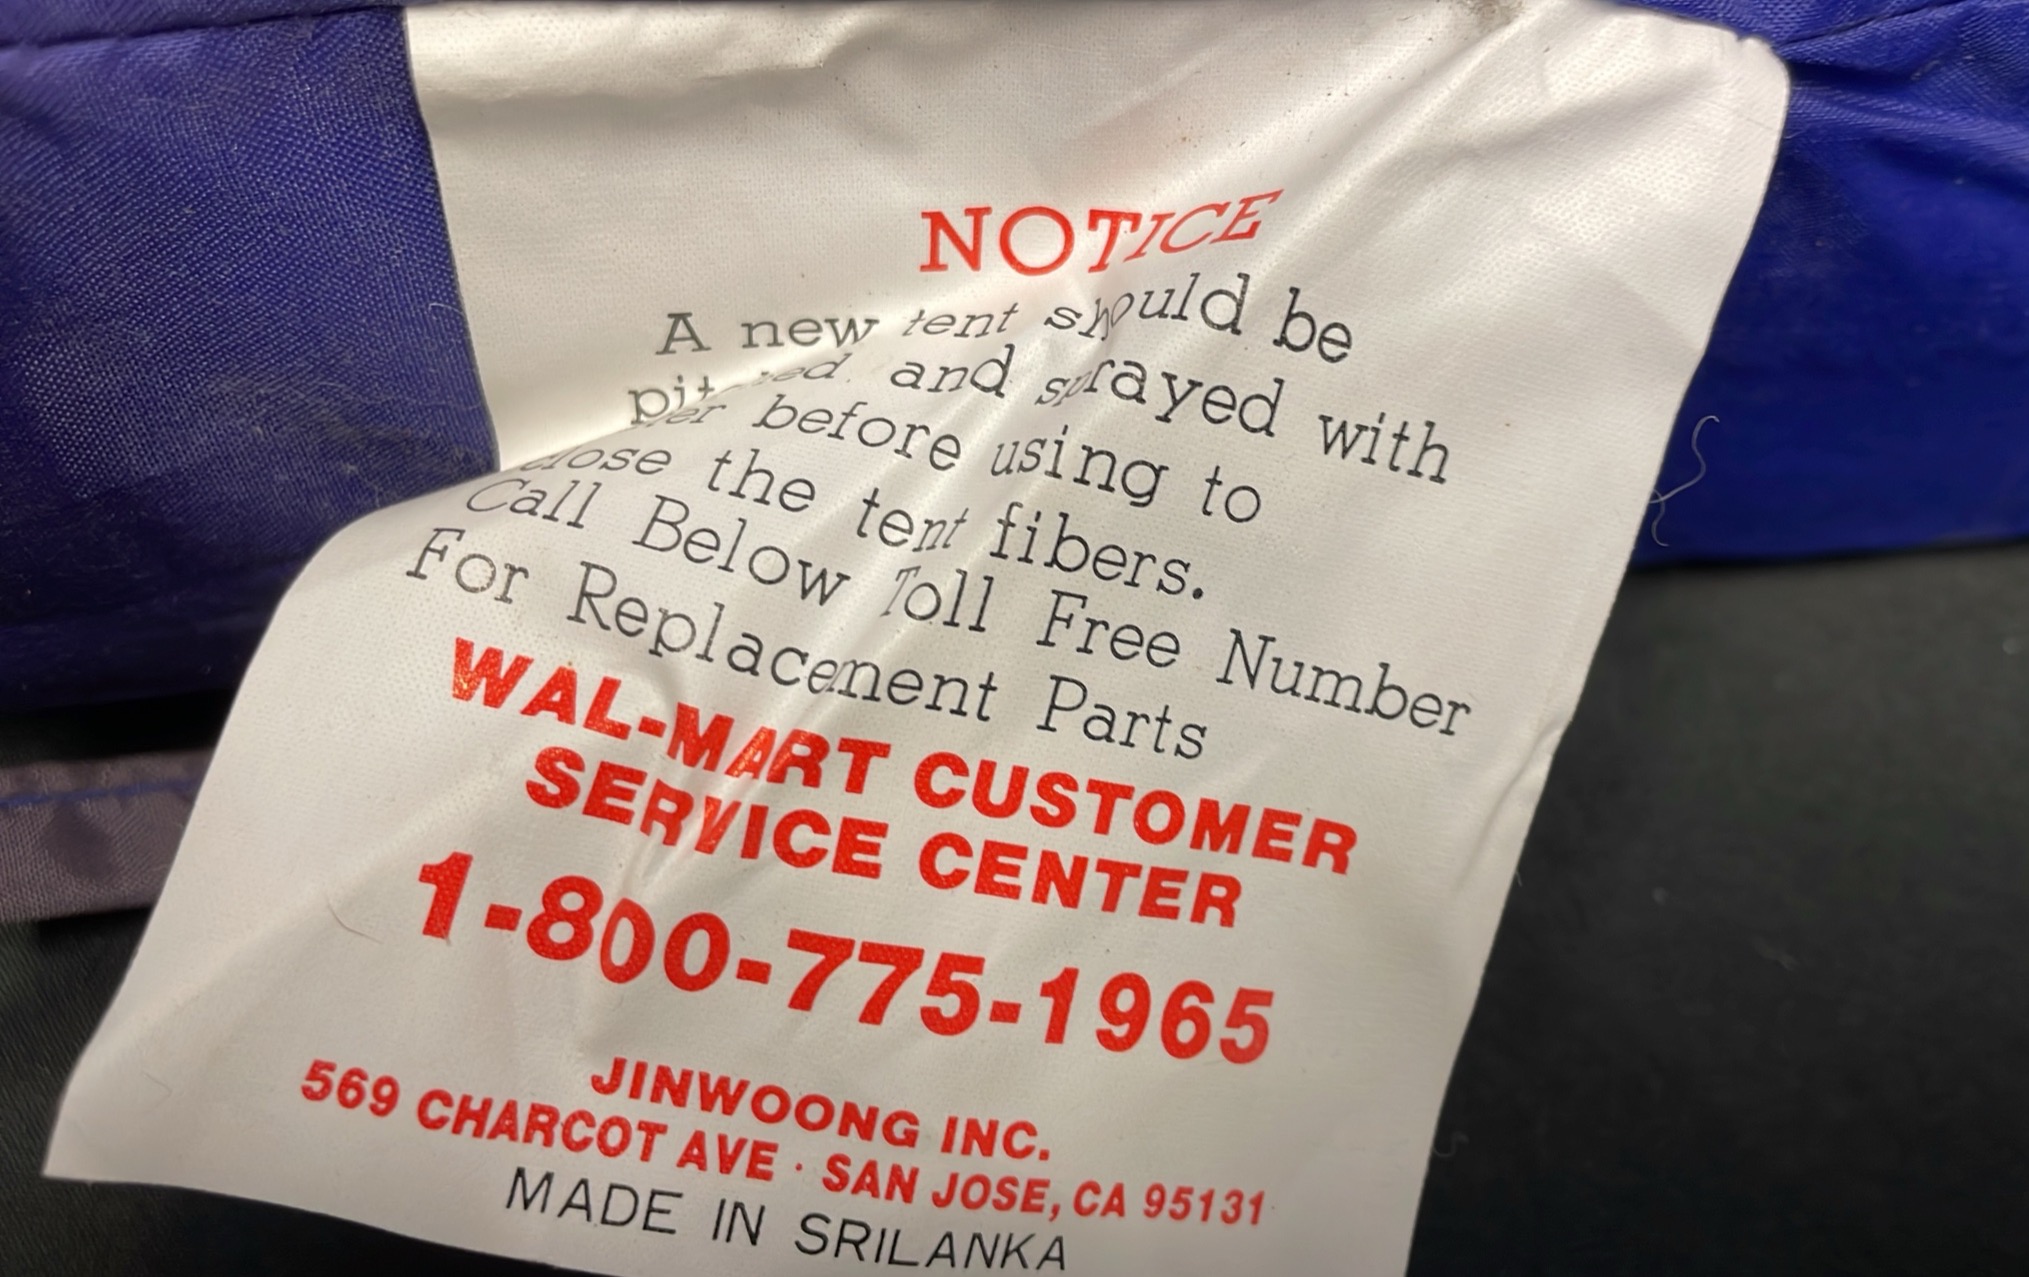 NOTICE
A new tent should be
and sprayed with
before using to
the tent fibers.
Call Below Toll Free Number
For Replacement Parts
WAL-MART CUSTOMER
SERVICE CENTER
1-800-775-1965
JINWOONG INC.
569 CHARCOT AVE · SAN JOSE, CA 95131
MADE IN SRILANKA